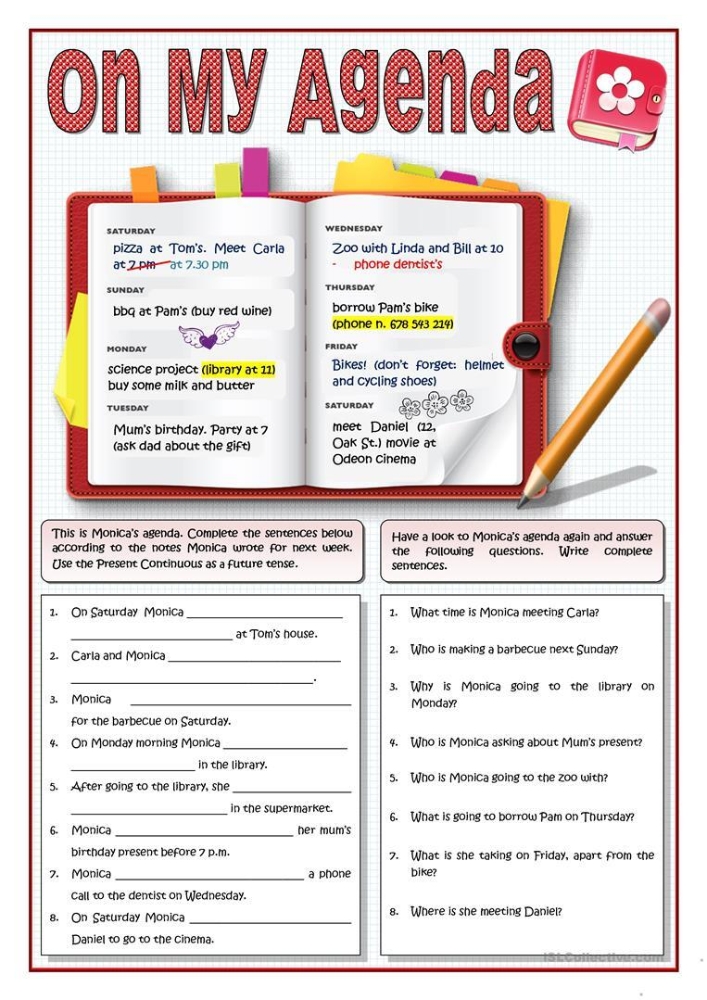 On My Agenda
SATURDAY
pizza at Tom's. Meet Carla
at 7 pm at 7.30 pm
SUNDAY
bbq at Pam's (buy red wine)
MONDAY
science project (library at 11)
buy some milk and butter
TUESDAY
Mum's birthday. Party at 7
(ask dad about the gift)
WEDNESDAY
Zoo with Linda and Bill at 10
- phone dentist's
THURSDAY
borrow Pam's bike
(phone n. 678 543 214)
FRIDAY
Bikes! (don't forget: helmet
and cycling shoes)
SATURDAY
meet Daniel (12,
Oak St.) movie at
Odeon cinema
This is Monica's agenda. Complete the sentences below
according to the notes Monica wrote for next week.
Use the Present Continuous as a future tense.
1. On Saturday Monica ______________________
______________________ at Tom's house.
2. Carla and Monica ______________________
______________________.
3. Monica ______________________
for the barbecue on Saturday.
4. On Monday morning Monica ______________________
______________________ in the library.
5. After going to the library, she ______________________
______________________ in the supermarket.
6. Monica ______________________ her mum's
birthday present before 7 p.m.
7. Monica ______________________ a phone
call to the dentist on Wednesday.
8. On Saturday Monica ______________________
Daniel to go to the cinema.
Have a look to Monica's agenda again and answer
the following questions. Write complete
sentences.
1. What time is Monica meeting Carla?
2. Who is making a barbecue next Sunday?
3. Why is Monica going to the library on
Monday?
4. Who is Monica asking about Mum's present?
5. Who is Monica going to the zoo with?
6. What is going to borrow Pam on Thursday?
7. What is she taking on Friday, apart from the
bike?
8. Where is she meeting Daniel?
iSLCollective.com